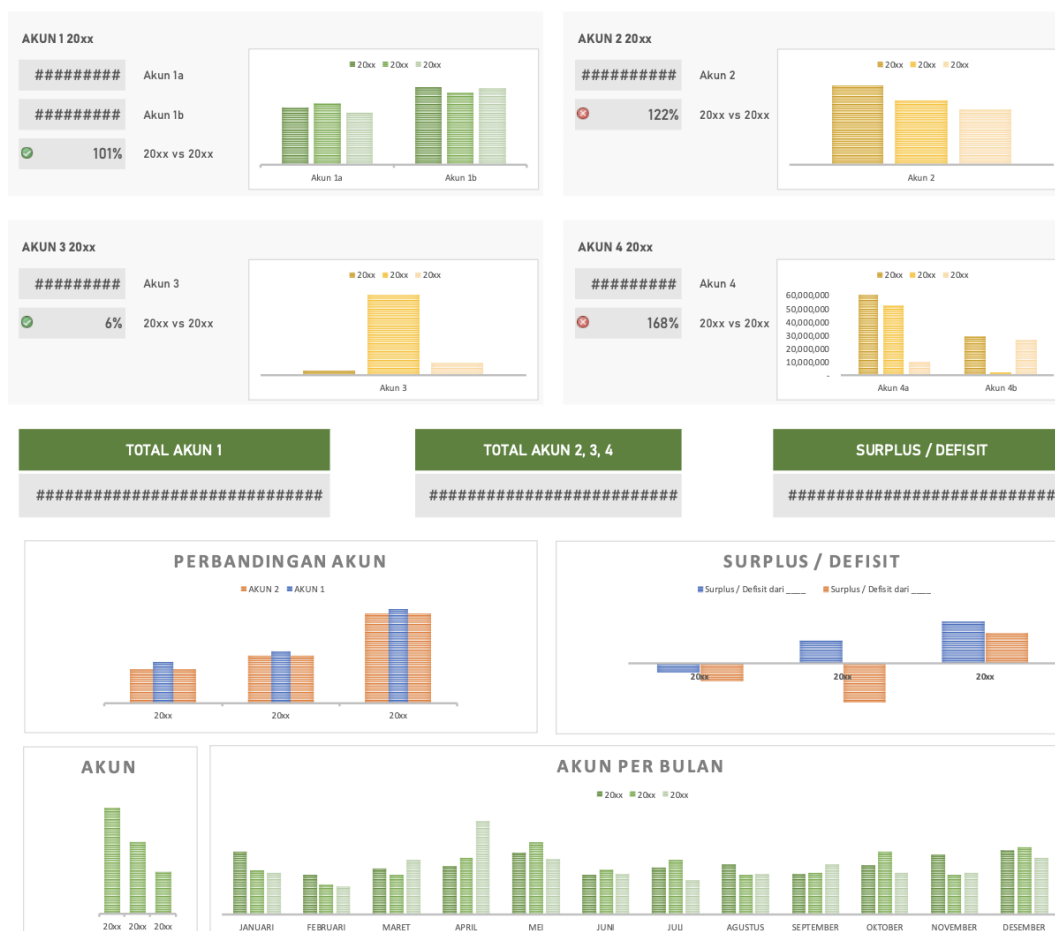 AKUN 1 20xx
#########
Akun 1a
#########
Akun 1b
101%
20xx vs 20xx
20xx 20xx 20xx
Akun 1a Akun 1b
AKUN 2 20xx
##########
Akun 2
122%
20xx vs 20xx
20xx 20xx 20xx
Akun 2
AKUN 3 20xx
#########
Akun 3
6%
20xx vs 20xx
20xx 20xx 20xx
Akun 3
AKUN 4 20xx
#########
Akun 4
168%
20xx vs 20xx
20xx 20xx 20xx
60,000,000
50,000,000
40,000,000
30,000,000
20,000,000
10,000,000
-
Akun 4a Akun 4b
TOTAL AKUN 1
##############################
TOTAL AKUN 2, 3, 4
##########################
SURPLUS / DEFISIT
############################
PERBANDINGAN AKUN
AKUN 2 AKUN 1
20xx 20xx 20xx
SURPLUS / DEFISIT
Surplus / Defisit dari ____ Surplus / Defisit dari ____
20xx 20xx 20xx
AKUN
20xx 20xx 20xx
AKUN PER BULAN
20xx 20xx 20xx
JANUARI FEBRUARI MARET APRIL MEI JUNI JULI AGUSTUS SEPTEMBER OKTOBER NOVEMBER DESEMBER